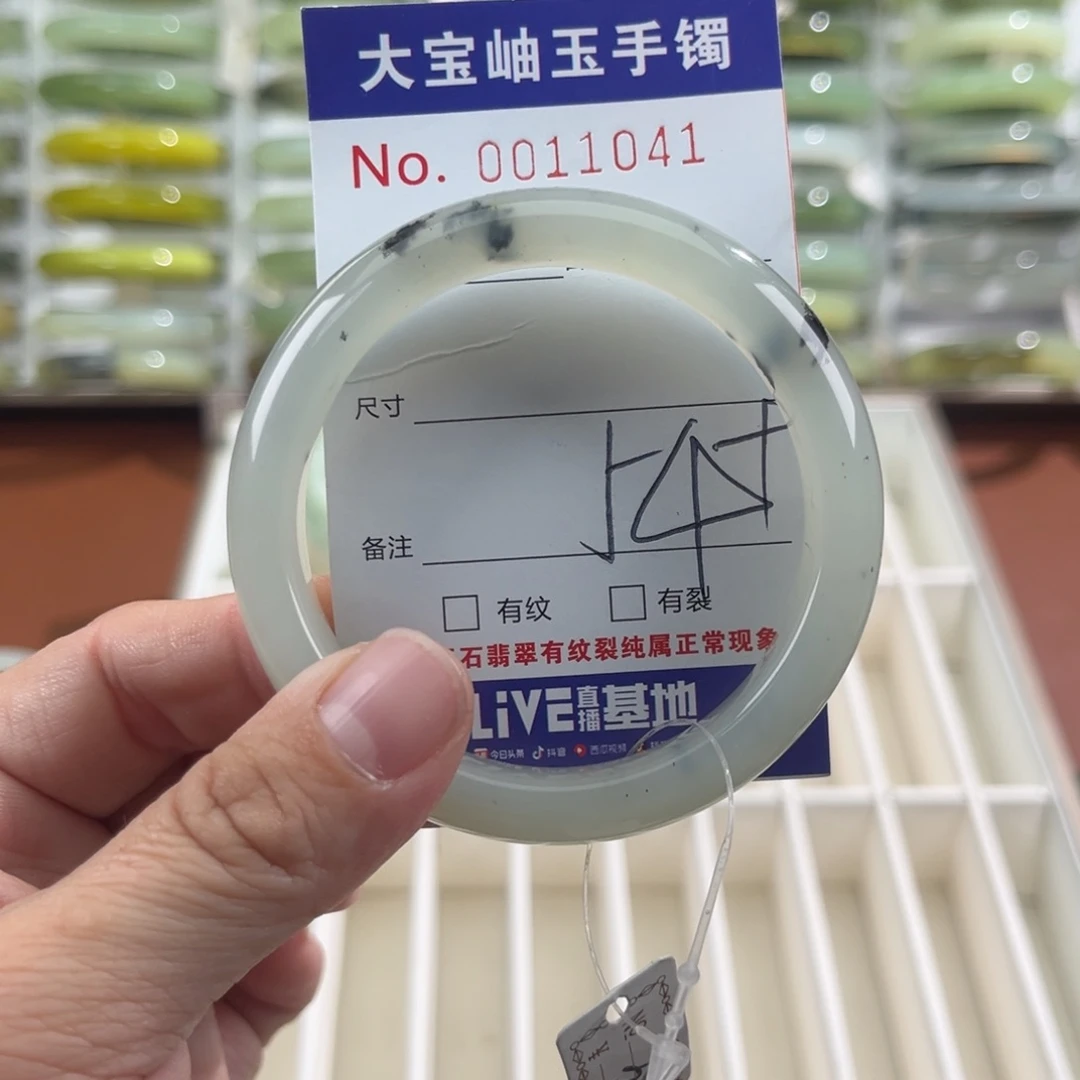 大宝岫玉手镯
No. 0011041
尺寸
备注
有纹 有裂
石翡翠有纹裂纯属正常现象
LIVE直播基地
今日头条 抖音 西瓜视频